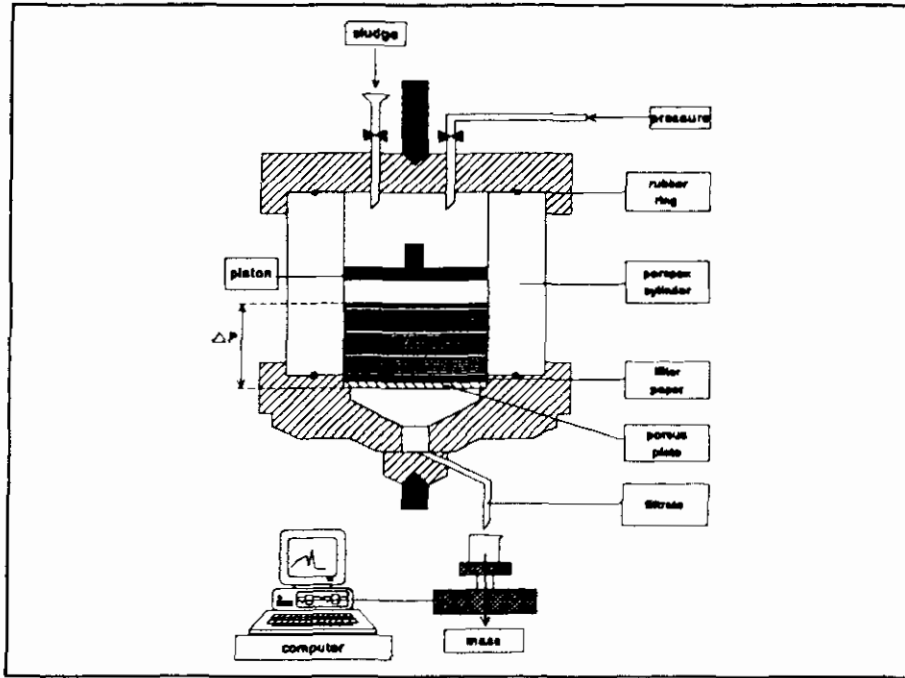 sludge
pressure
rubber
ring
piston
perspex
cylinder
ΔP
filter
paper
porous
plate
filtrate
mass
computer